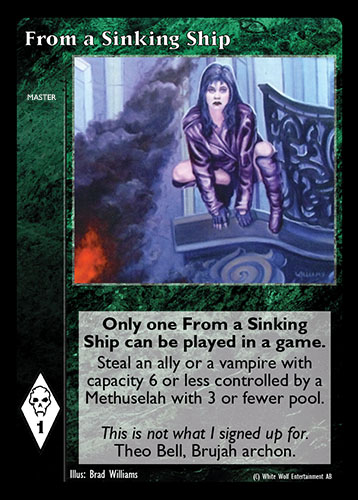 From a Sinking Ship
MASTER
WILLIAMS
Only one From a Sinking
Ship can be played in a game.
Steal an ally or a vampire with
capacity 6 or less controlled by a
Methuselah with 3 or fewer pool.
This is not what I signed up for.
Theo Bell, Brujah archon.
1
Illus: Brad Williams
(C) White Wolf Entertainment AB